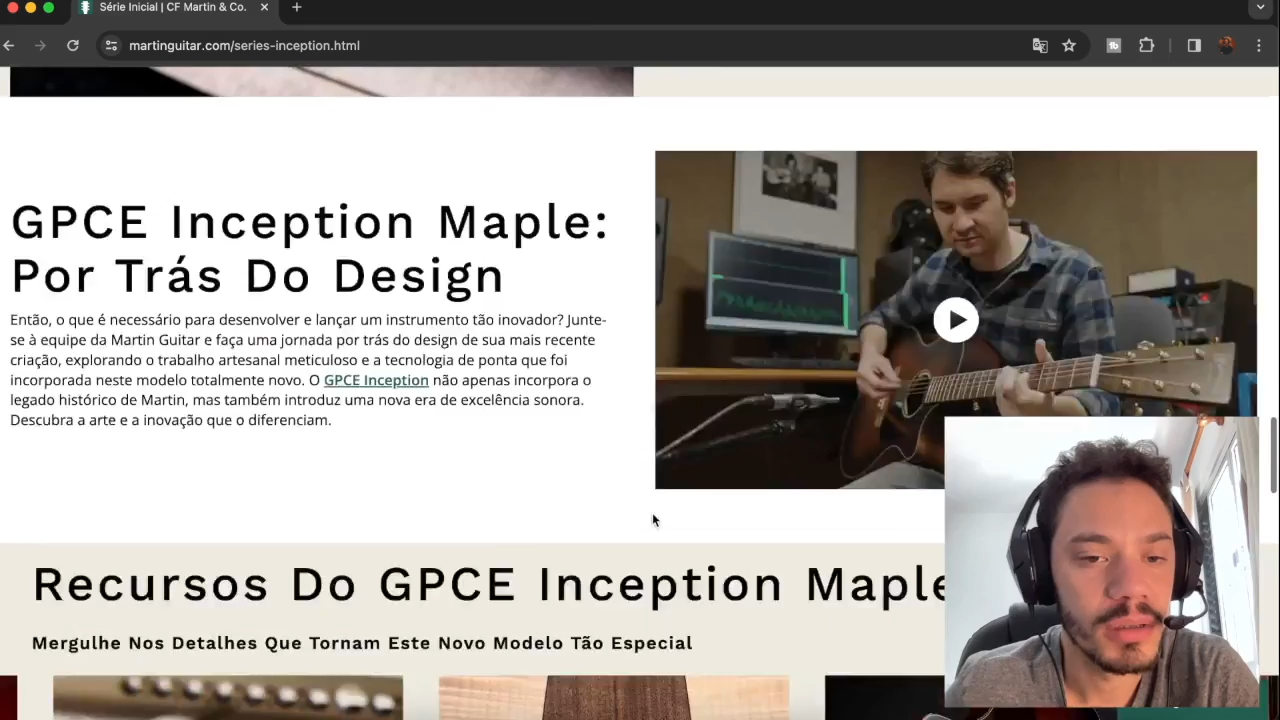 Série Inicial | CF Martin & Co.
martinguitar.com/series-inception.html
GPCE Inception Maple:
Por Trás Do Design
Então, o que é necessário para desenvolver e lançar um instrumento tão inovador? Junte-
se à equipe da Martin Guitar e faça uma jornada por trás do design de sua mais recente
criação, explorando o trabalho artesanal meticuloso e a tecnologia de ponta que foi
incorporada neste modelo totalmente novo. O GPCE Inception não apenas incorpora o
legado histórico de Martin, mas também introduz uma nova era de excelência sonora.
Descubra a arte e a inovação que o diferenciam.
Recursos Do GPCE Inception Maple
Mergulhe Nos Detalhes Que Tornam Este Novo Modelo Tão Especial